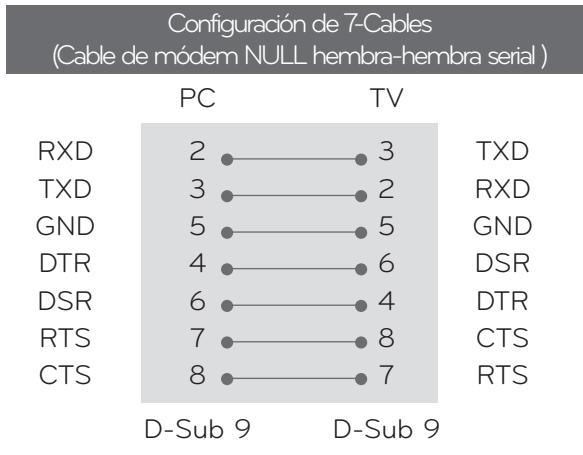 Configuración de 7-Cables
(Cable de módem NULL hembra-hembra serial )
PC TV
RXD 2 3 TXD
TXD 3 2 RXD
GND 5 5 GND
DTR 4 6 DSR
DSR 6 4 DTR
RTS 7 8 CTS
CTS 8 7 RTS
D-Sub 9 D-Sub 9